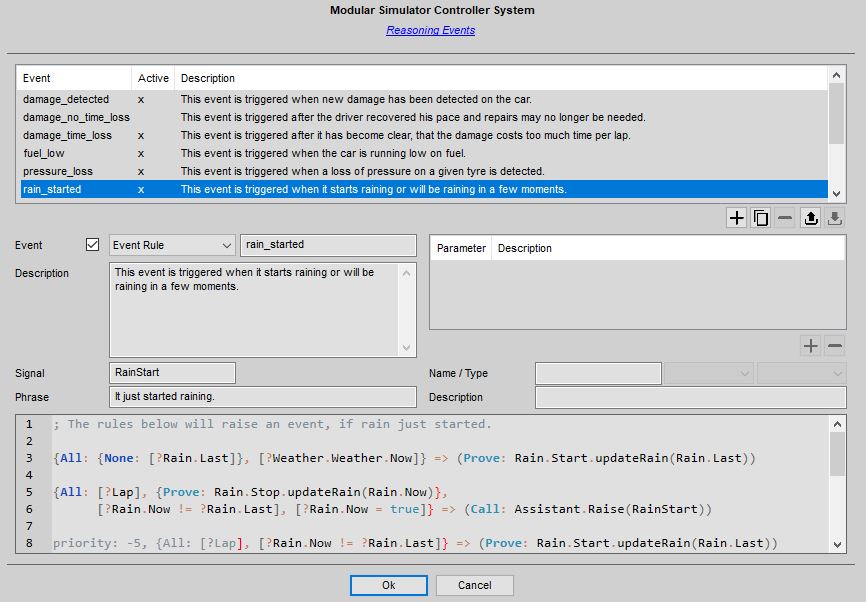 Modular Simulator Controller System
Reasoning Events
Event Active Description
damage_detected x This event is triggered when new damage has been detected on the car.
damage_no_time_loss This event is triggered after the driver recovered his pace and repairs may no longer be needed.
damage_time_loss x This event is triggered after it has become clear, that the damage costs too much time per lap.
fuel_low x This event is triggered when the car is running low on fuel.
pressure_loss x This event is triggered when a loss of pressure on a given tyre is detected.
rain_started x This event is triggered when it starts raining or will be raining in a few moments.
Event Event Rule rain_started
Parameter Description
Description This event is triggered when it starts raining or will be
raining in a few moments.
Signal RainStart
Name / Type
Phrase It just started raining.
Description
1 ; The rules below will raise an event, if rain just started.
2
3 {All: {None: [?Rain.Last]}, [?Weather.Weather.Now]} => (Prove: Rain.Start.updateRain(Rain.Last))
4
5 {All: [?Lap], {Prove: Rain.Stop.updateRain(Rain.Now)},
6 [?Rain.Now != ?Rain.Last], [?Rain.Now = true]} => (Call: Assistant.Raise(RainStart))
7
8 priority: -5, {All: [?Lap], [?Rain.Now != ?Rain.Last]} => (Prove: Rain.Start.updateRain(Rain.Last))
Ok Cancel